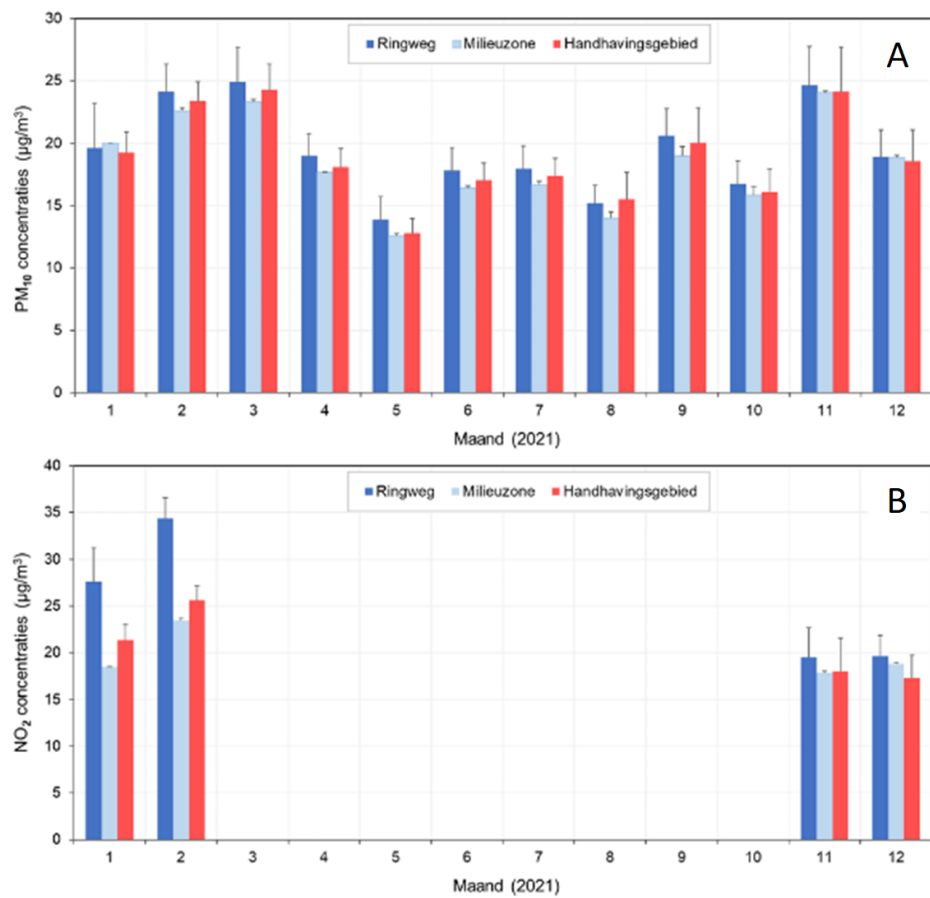 A
Ringweg Milieuzone Handhavingsgebied
PM₁₀ concentraties (µg/m³)
30
25
20
15
10
5
0
1 2 3 4 5 6 7 8 9 10 11 12
Maand (2021)
B
Ringweg Milieuzone Handhavingsgebied
NO₂ concentraties (µg/m³)
40
35
30
25
20
15
10
5
0
1 2 3 4 5 6 7 8 9 10 11 12
Maand (2021)